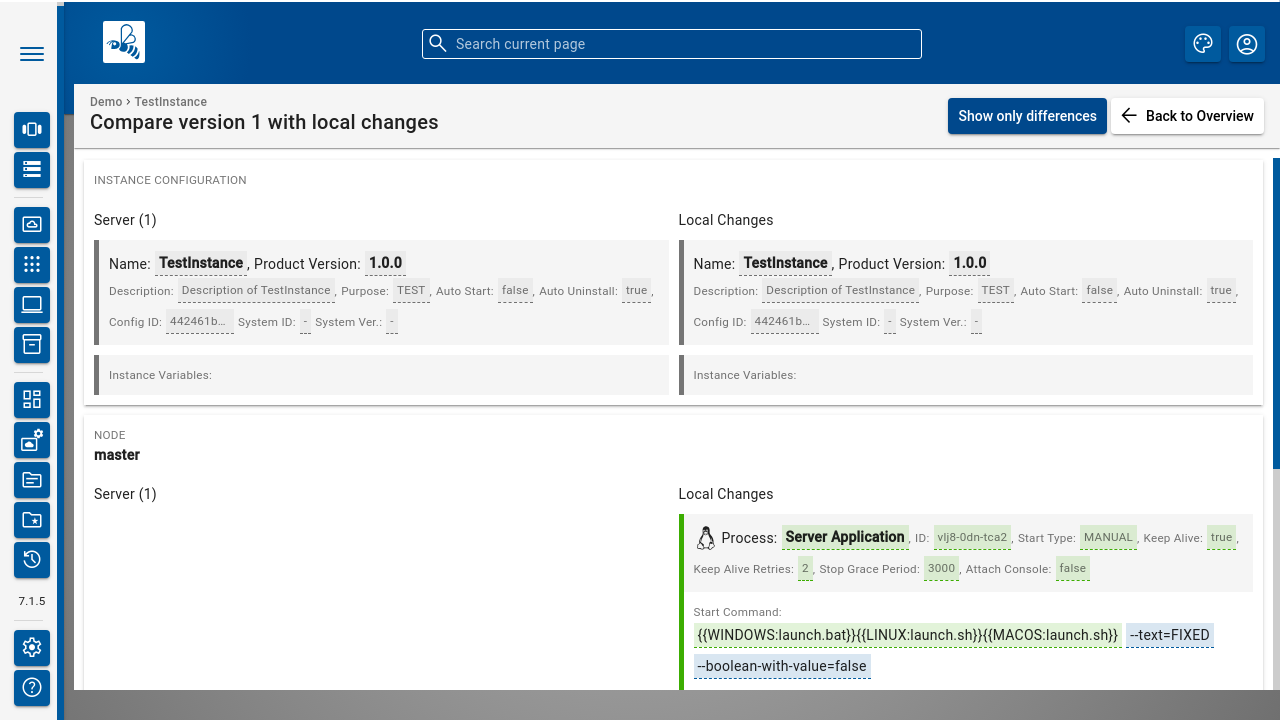 Search current page
Demo › TestInstance
Compare version 1 with local changes
Show only differences
Back to Overview
INSTANCE CONFIGURATION
Server (1)
Local Changes
Name: TestInstance, Product Version: 1.0.0
Description: Description of TestInstance, Purpose: TEST, Auto Start: false, Auto Uninstall: true,
Config ID: 442461b... System ID: - System Ver.: -
Name: TestInstance, Product Version: 1.0.0
Description: Description of TestInstance, Purpose: TEST, Auto Start: false, Auto Uninstall: true,
Config ID: 442461b... System ID: - System Ver.: -
Instance Variables:
Instance Variables:
NODE
master
Server (1)
Local Changes
Process: Server Application, ID: vlj8-0dn-tca2, Start Type: MANUAL, Keep Alive: true,
Keep Alive Retries: 2, Stop Grace Period: 3000, Attach Console: false
Start Command:
{{WINDOWS:launch.bat}}{{LINUX:launch.sh}}{{MACOS:launch.sh}} --text=FIXED
--boolean-with-value=false
7.1.5